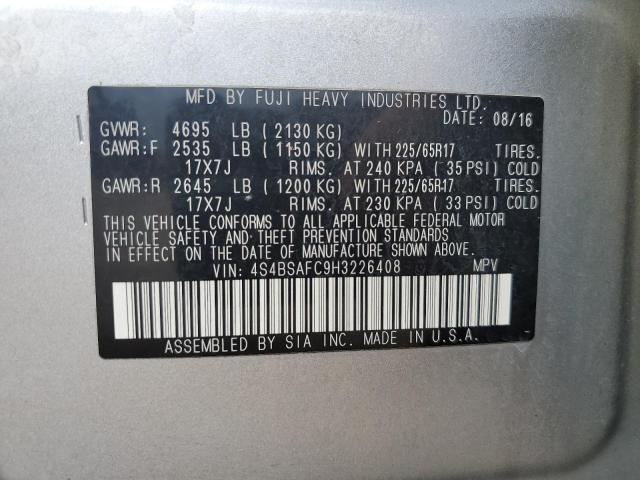 MFD BY FUJI HEAVY INDUSTRIES LTD.
DATE: 08/16
GVWR: 4695 LB (2130 KG)
GAWR:F 2535 LB (1150 KG) WITH 225/65R17 TIRES.
17X7J RIMS. AT 240 KPA (35 PSI) COLD
GAWR:R 2645 LB (1200 KG) WITH 225/65R17 TIRES.
17X7J RIMS. AT 230 KPA (33 PSI) COLD
THIS VEHICLE CONFORMS TO ALL APPLICABLE FEDERAL MOTOR
VEHICLE SAFETY AND THEFT PREVENTION STANDARDS
IN EFFECT ON THE DATE OF MANUFACTURE SHOWN ABOVE.
VIN: 4S4BSAFC9H3226408 MPV
ASSEMBLED BY SIA INC. MADE IN U.S.A.